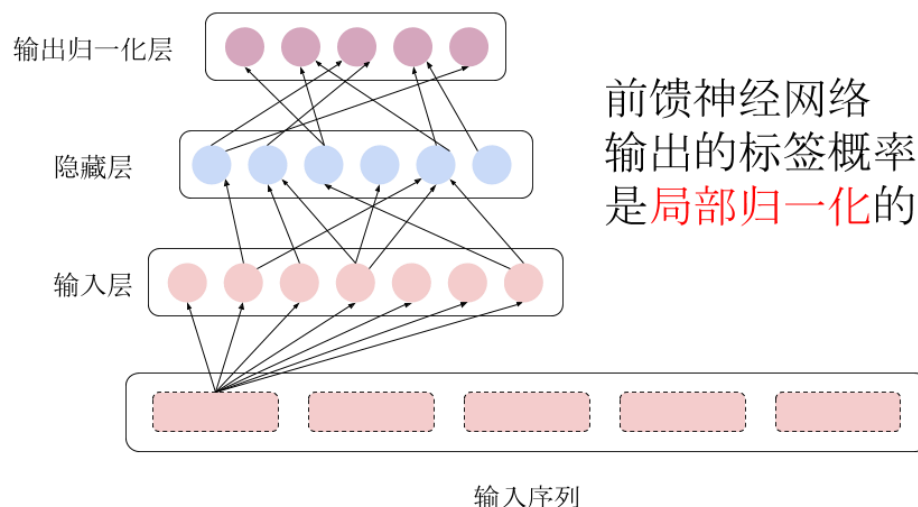 输出归一化层
前馈神经网络
输出的标签概率
是局部归一化的
隐藏层
输入层
输入序列